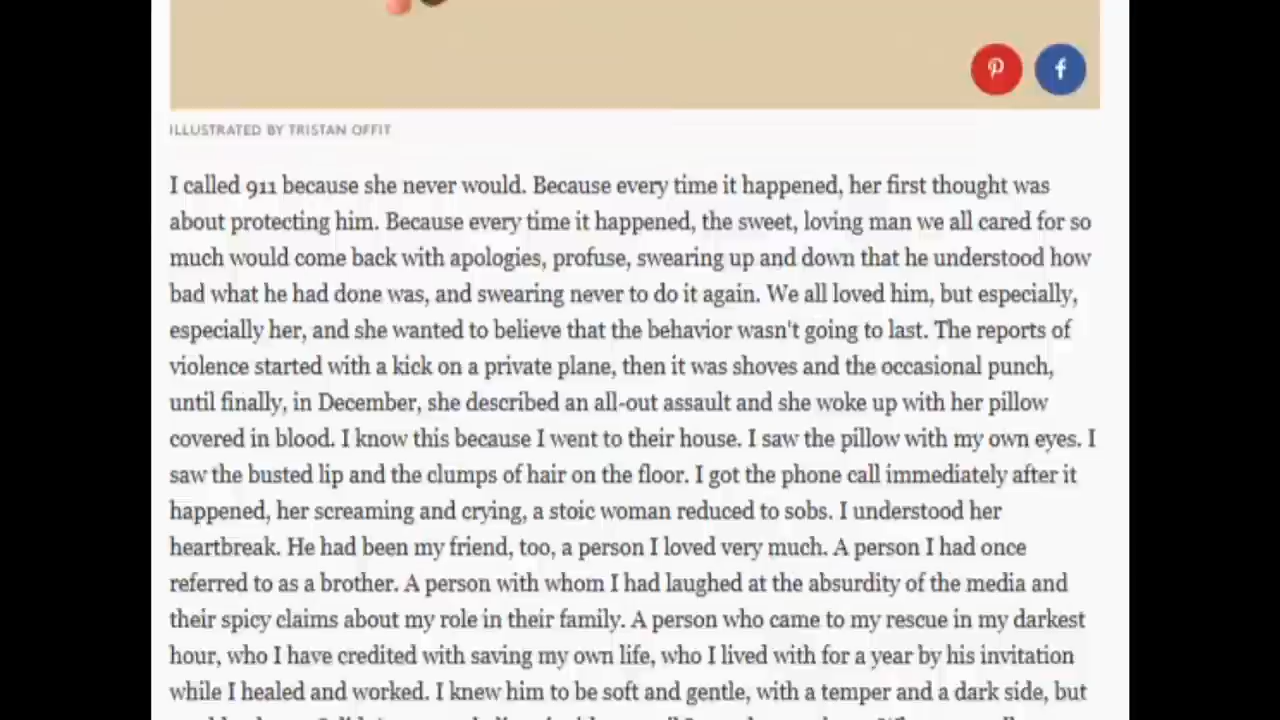 ILLUSTRATED BY TRISTAN OFFIT
I called 911 because she never would. Because every time it happened, her first thought was
about protecting him. Because every time it happened, the sweet, loving man we all cared for so
much would come back with apologies, profuse, swearing up and down that he understood how
bad what he had done was, and swearing never to do it again. We all loved him, but especially,
especially her, and she wanted to believe that the behavior wasn't going to last. The reports of
violence started with a kick on a private plane, then it was shoves and the occasional punch,
until finally, in December, she described an all-out assault and she woke up with her pillow
covered in blood. I know this because I went to their house. I saw the pillow with my own eyes. I
saw the busted lip and the clumps of hair on the floor. I got the phone call immediately after it
happened, her screaming and crying, a stoic woman reduced to sobs. I understood her
heartbreak. He had been my friend, too, a person I loved very much. A person I had once
referred to as a brother. A person with whom I had laughed at the absurdity of the media and
their spicy claims about my role in their family. A person who came to my rescue in my darkest
hour, who I have credited with saving my own life, who I lived with for a year by his invitation
while I healed and worked. I knew him to be soft and gentle, with a temper and a dark side, but